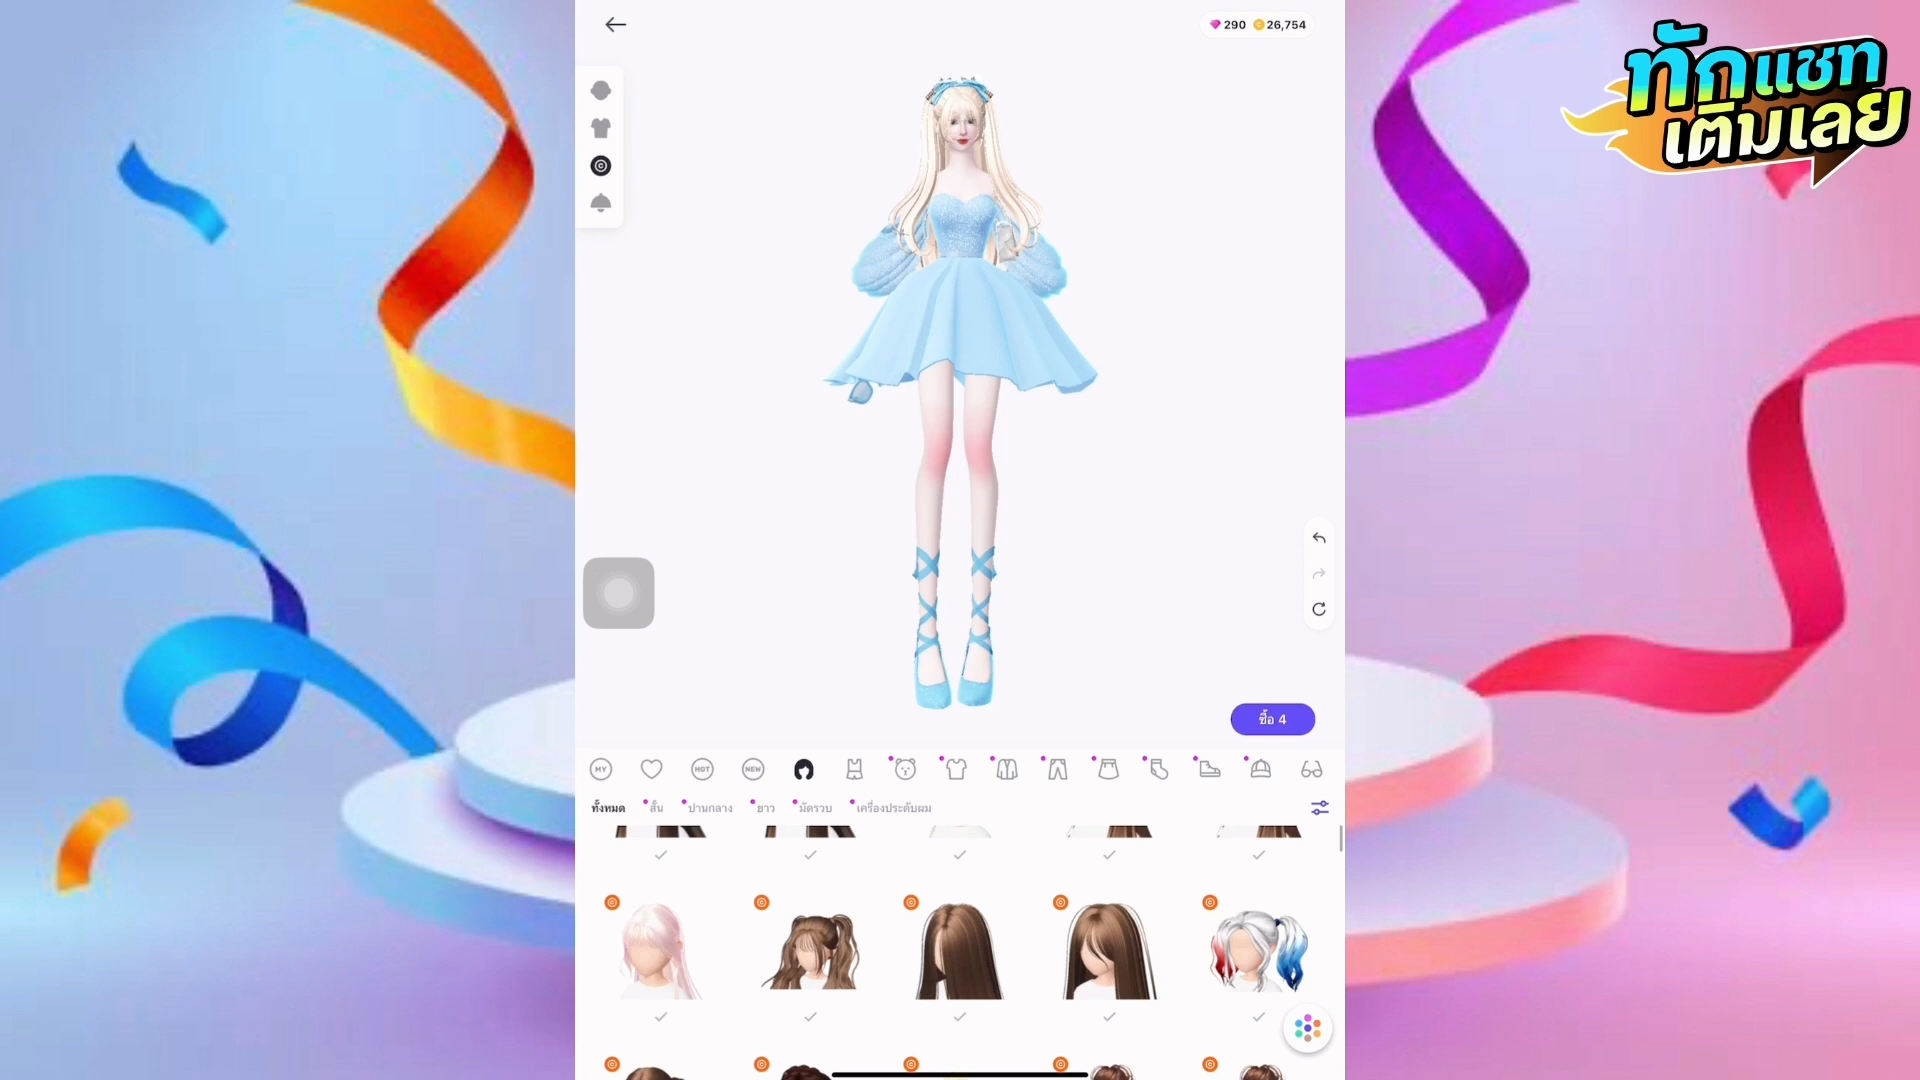 290 26,754
ทักแชท
เติมเลย
ซื้อ 4
MY HOT NEW
ทั้งหมด สั้น ปานกลาง ยาว มัดรวบ เครื่องประดับผม